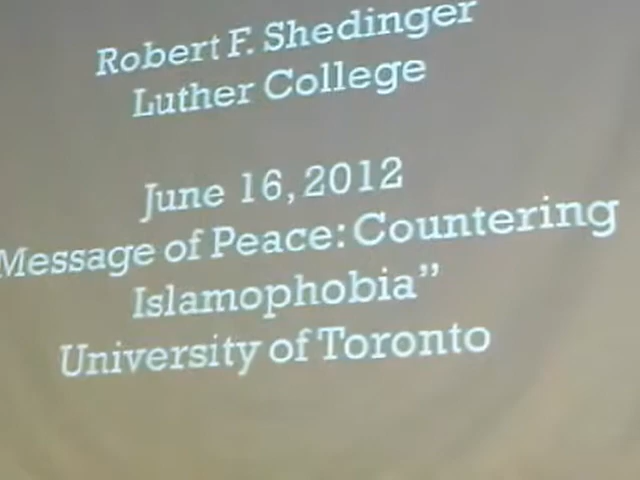 Robert F. Shedinger
Luther College
June 16, 2012
Message of Peace: Countering
Islamophobia”
University of Toronto